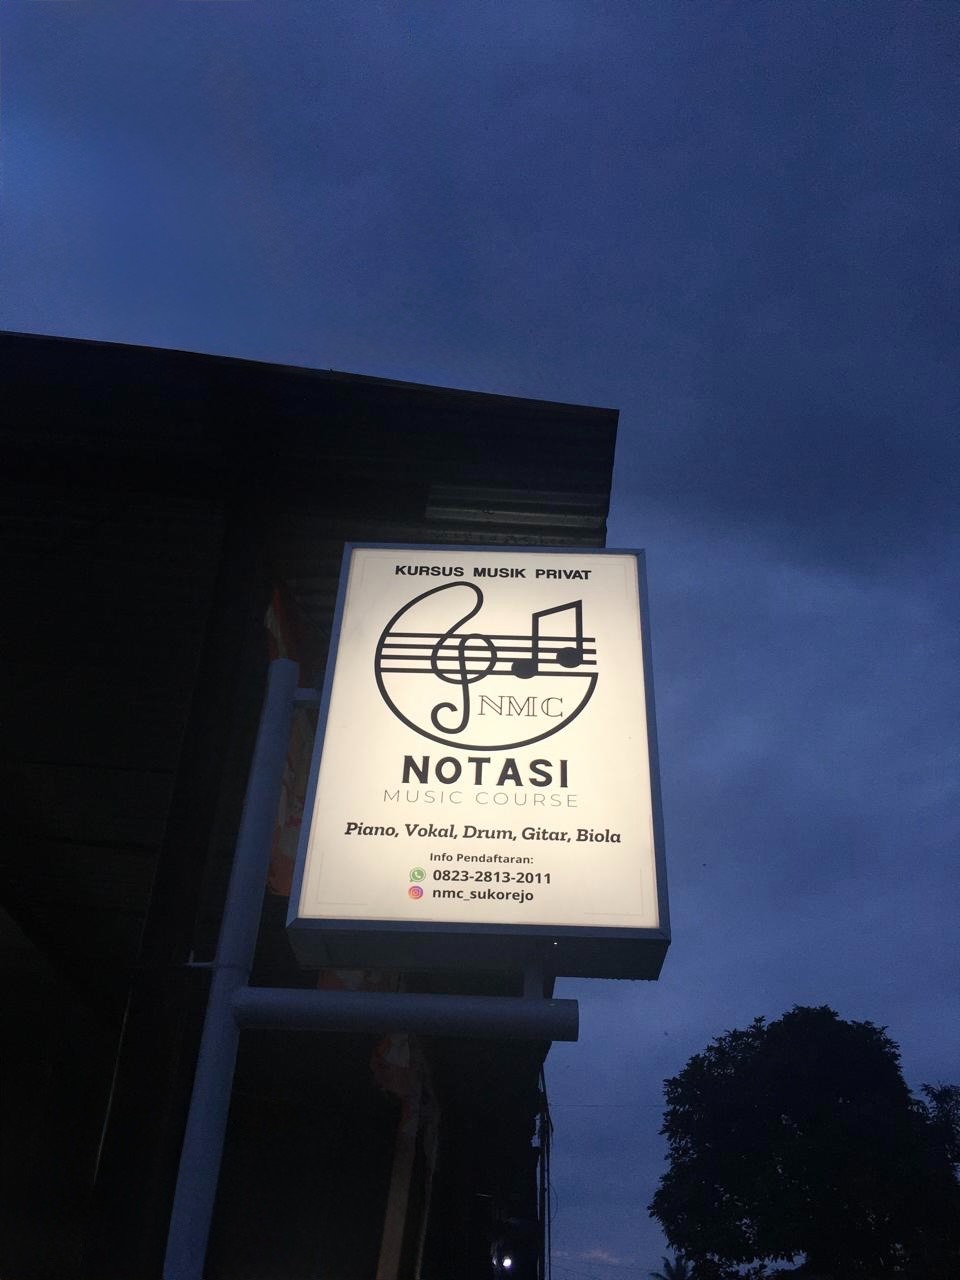 KURSUS MUSIK PRIVAT
NMC
NOTASI
MUSIC COURSE
Piano, Vokal, Drum, Gitar, Biola
Info Pendaftaran:
0823-2813-2011
nmc_sukorejo